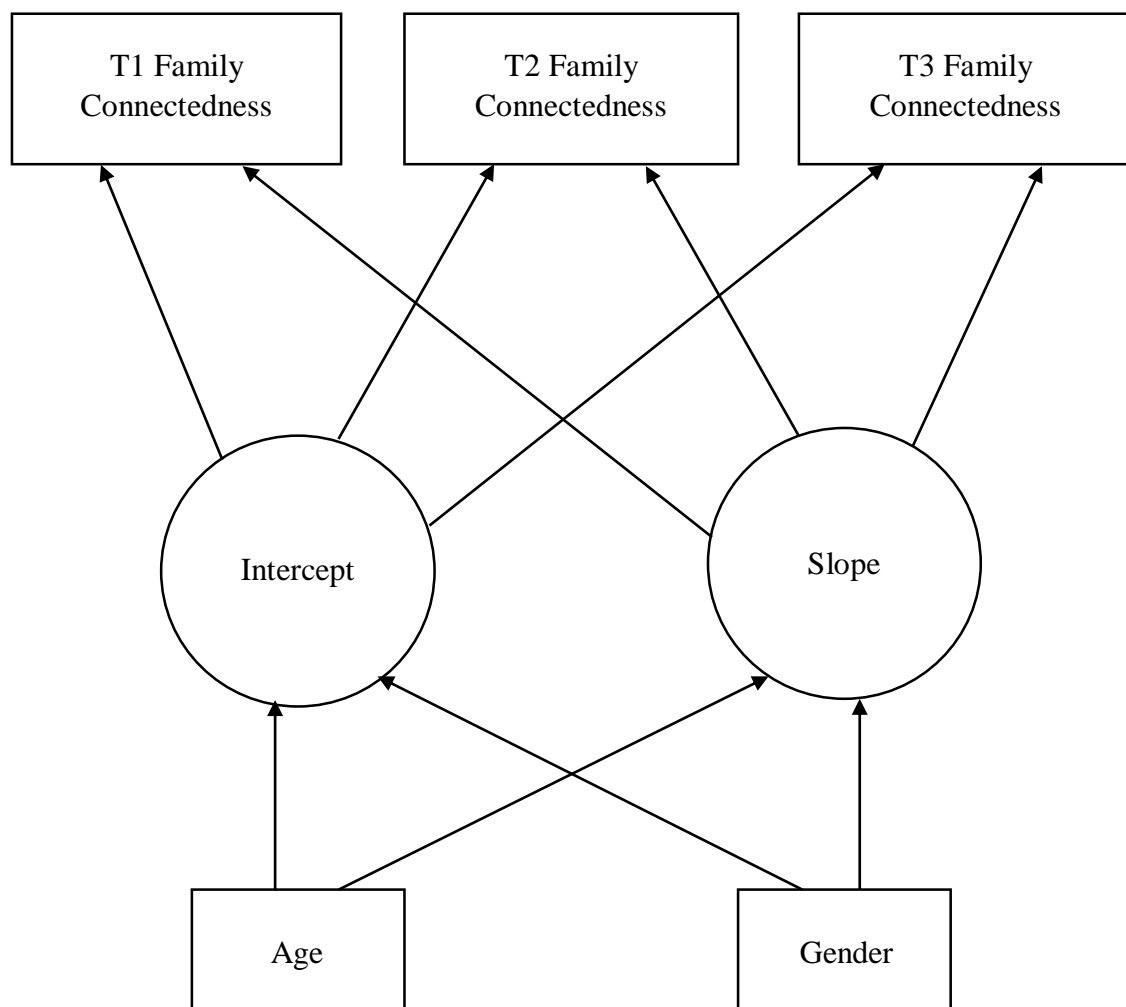 T1 Family
Connectedness
T2 Family
Connectedness
T3 Family
Connectedness
Intercept
Slope
Age
Gender